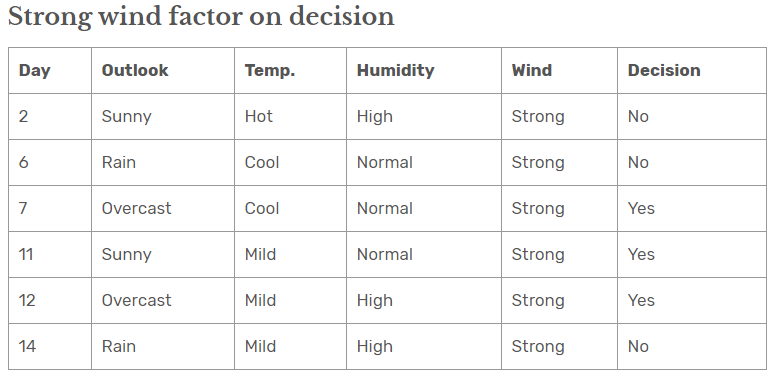 Strong wind factor on decision
Day Outlook Temp. Humidity Wind Decision
2 Sunny Hot High Strong No
6 Rain Cool Normal Strong No
7 Overcast Cool Normal Strong Yes
11 Sunny Mild Normal Strong Yes
12 Overcast Mild High Strong Yes
14 Rain Mild High Strong No